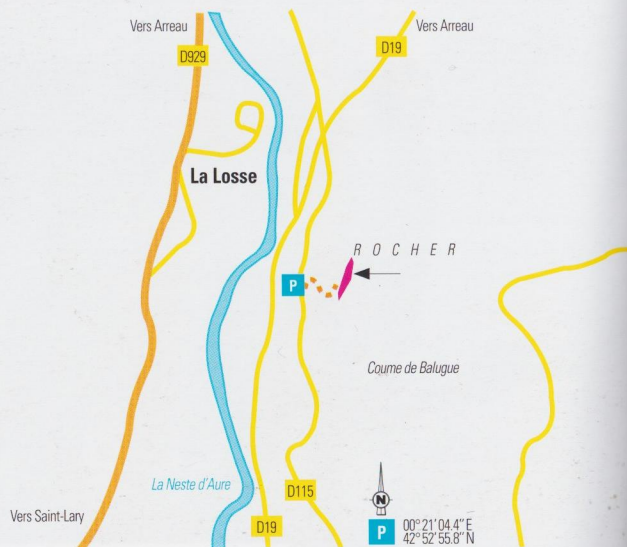 Vers Arreau
Vers Arreau
D19
D929
La Losse
ROCHER
P
Coume de Balugue
La Neste d'Aure
D115
Vers Saint-Lary
D19
N
P
00°21'04.4"E
42°52'55.8"N